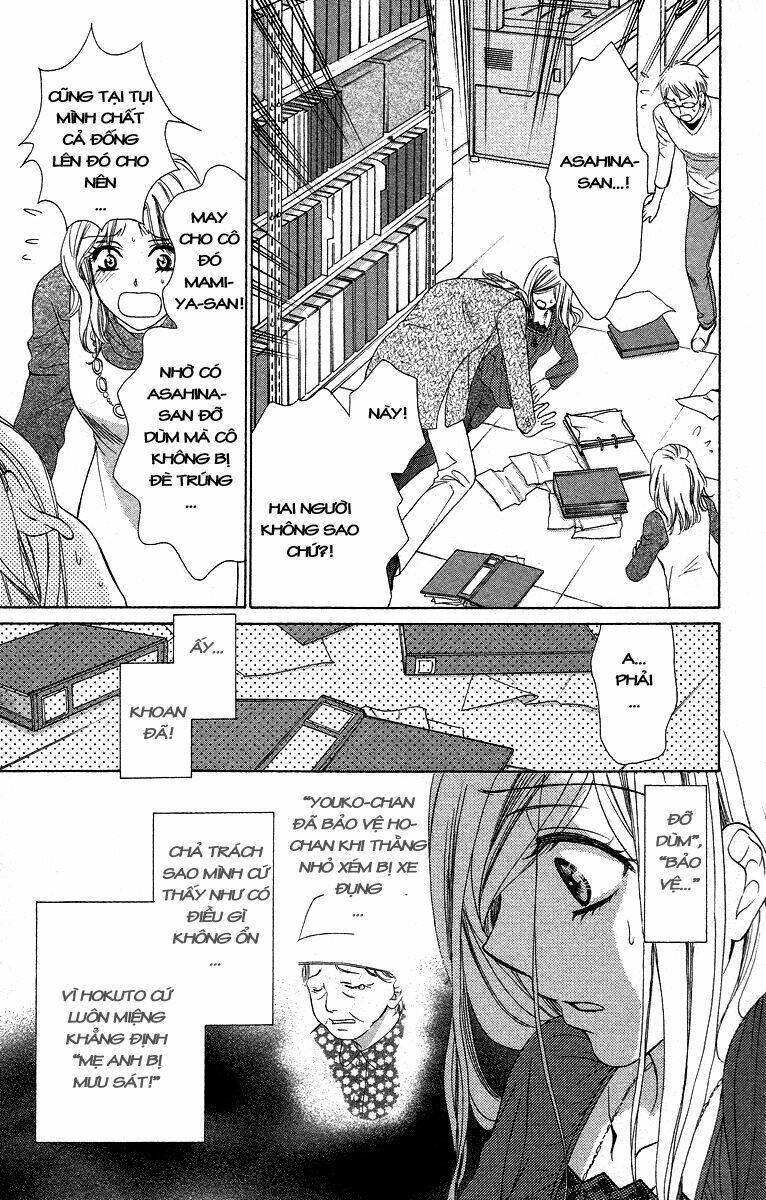 ASAHINA-
SAN...!
NÀY!
HAI NGƯỜI
KHÔNG SAO
CHỨ?!
CŨNG TẠI TỤI
MÌNH CHẤT
CẢ ĐỐNG
LÊN ĐÓ CHO
NÊN
...
MAY
CHO CÔ
ĐÓ
MAMI-
YA-SAN!
NHỜ CÓ
ASAHINA-
SAN ĐỠ
DÙM MÀ CÔ
KHÔNG BỊ
ĐÈ TRÚNG
...
A...
PHẢI
...
ẤY...
KHOAN
ĐÃ!
ĐỠ
DÙM",
"BẢO
VỆ..."
"YOUKO-CHAN
ĐÃ BẢO VỆ HO-
CHAN KHI THẰNG
NHỎ XÉM BỊ XE
ĐỤNG
...
CHẢ TRÁCH
SAO MÌNH CỨ
THẤY NHƯ CÓ
ĐIỀU GÌ
KHÔNG ỔN
...
VÌ HOKUTO CỨ
LUÔN MIỆNG
KHẲNG ĐỊNH
"MẸ ANH BỊ
MƯU SÁT!"